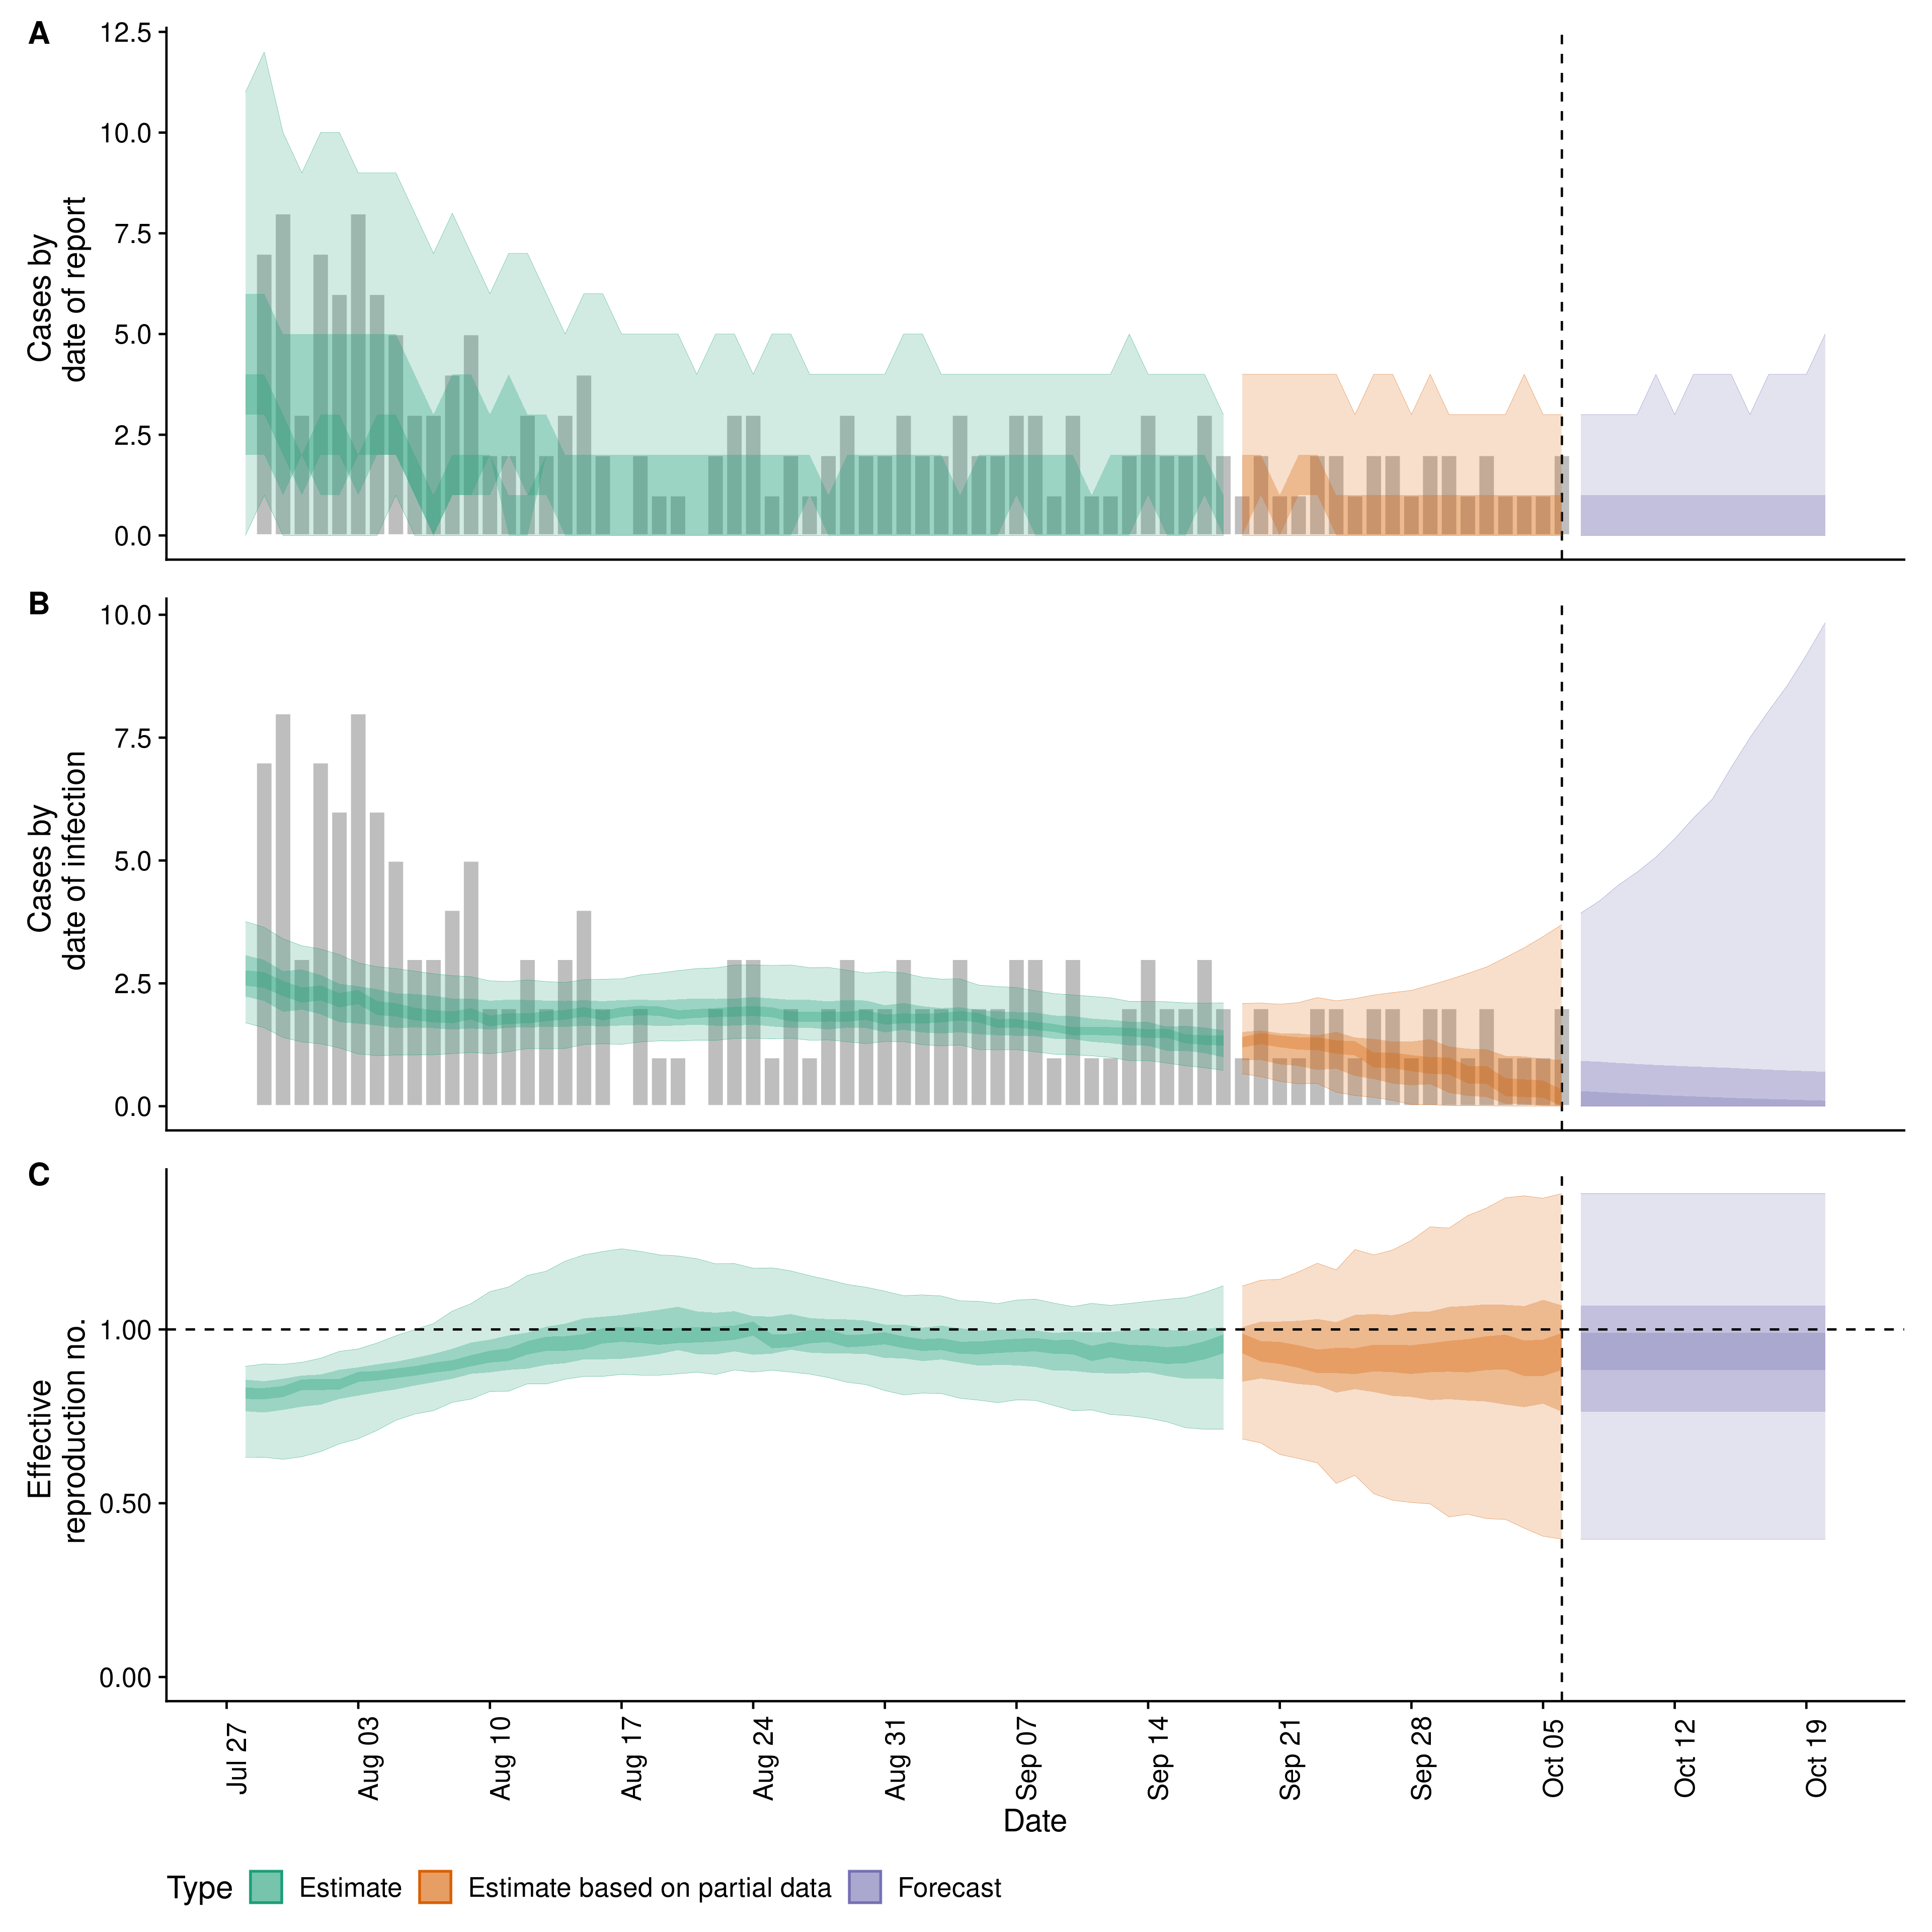 A
12.5
10.0
7.5
5.0
2.5
0.0
Cases by
date of report
B
10.0
7.5
5.0
2.5
0.0
Cases by
date of infection
C
1.00
0.50
0.00
Effective
reproduction no.
Jul 27
Aug 03
Aug 10
Aug 17
Aug 24
Aug 31
Sep 07
Sep 14
Sep 21
Sep 28
Oct 05
Oct 12
Oct 19
Date
Type Estimate Estimate based on partial data Forecast